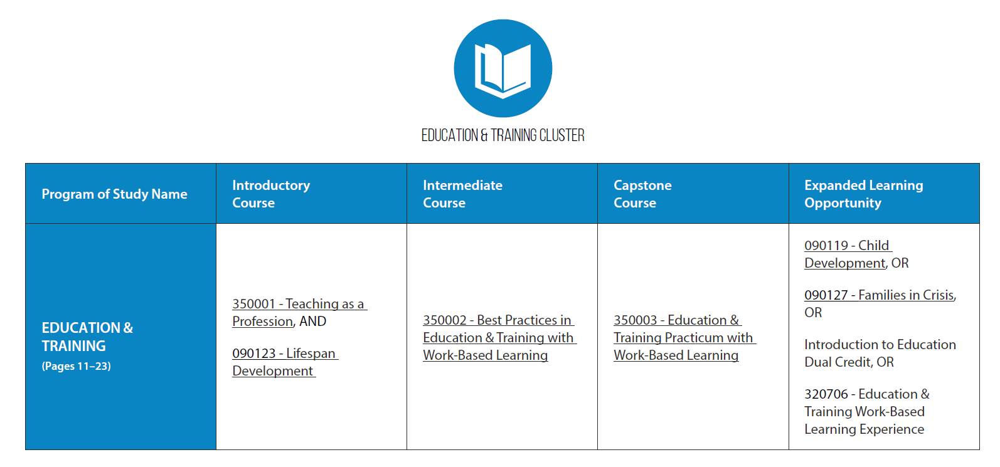 EDUCATION & TRAINING CLUSTER
Program of Study Name
Introductory
Course
Intermediate
Course
Capstone
Course
Expanded Learning
Opportunity
EDUCATION &
TRAINING
(Pages 11–23)
350001 - Teaching as a
Profession, AND
090123 - Lifespan
Development
350002 - Best Practices in
Education & Training with
Work-Based Learning
350003 - Education &
Training Practicum with
Work-Based Learning
090119 - Child
Development, OR
090127 - Families in Crisis,
OR
Introduction to Education
Dual Credit, OR
320706 - Education &
Training Work-Based
Learning Experience